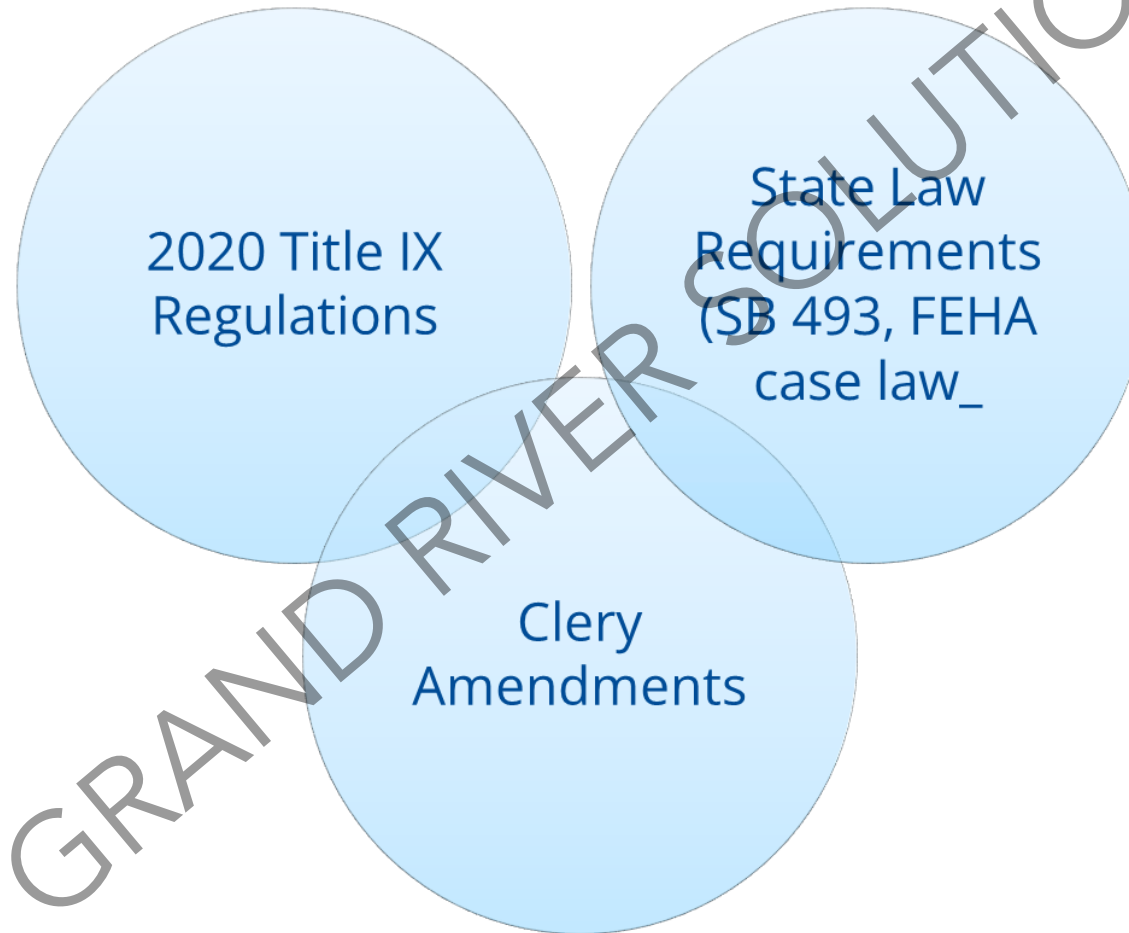 2020 Title IX
Regulations
State Law
Requirements
(SB 493, FEHA
case law_
Clery
Amendments
GRAND RIVER SOLUTIO